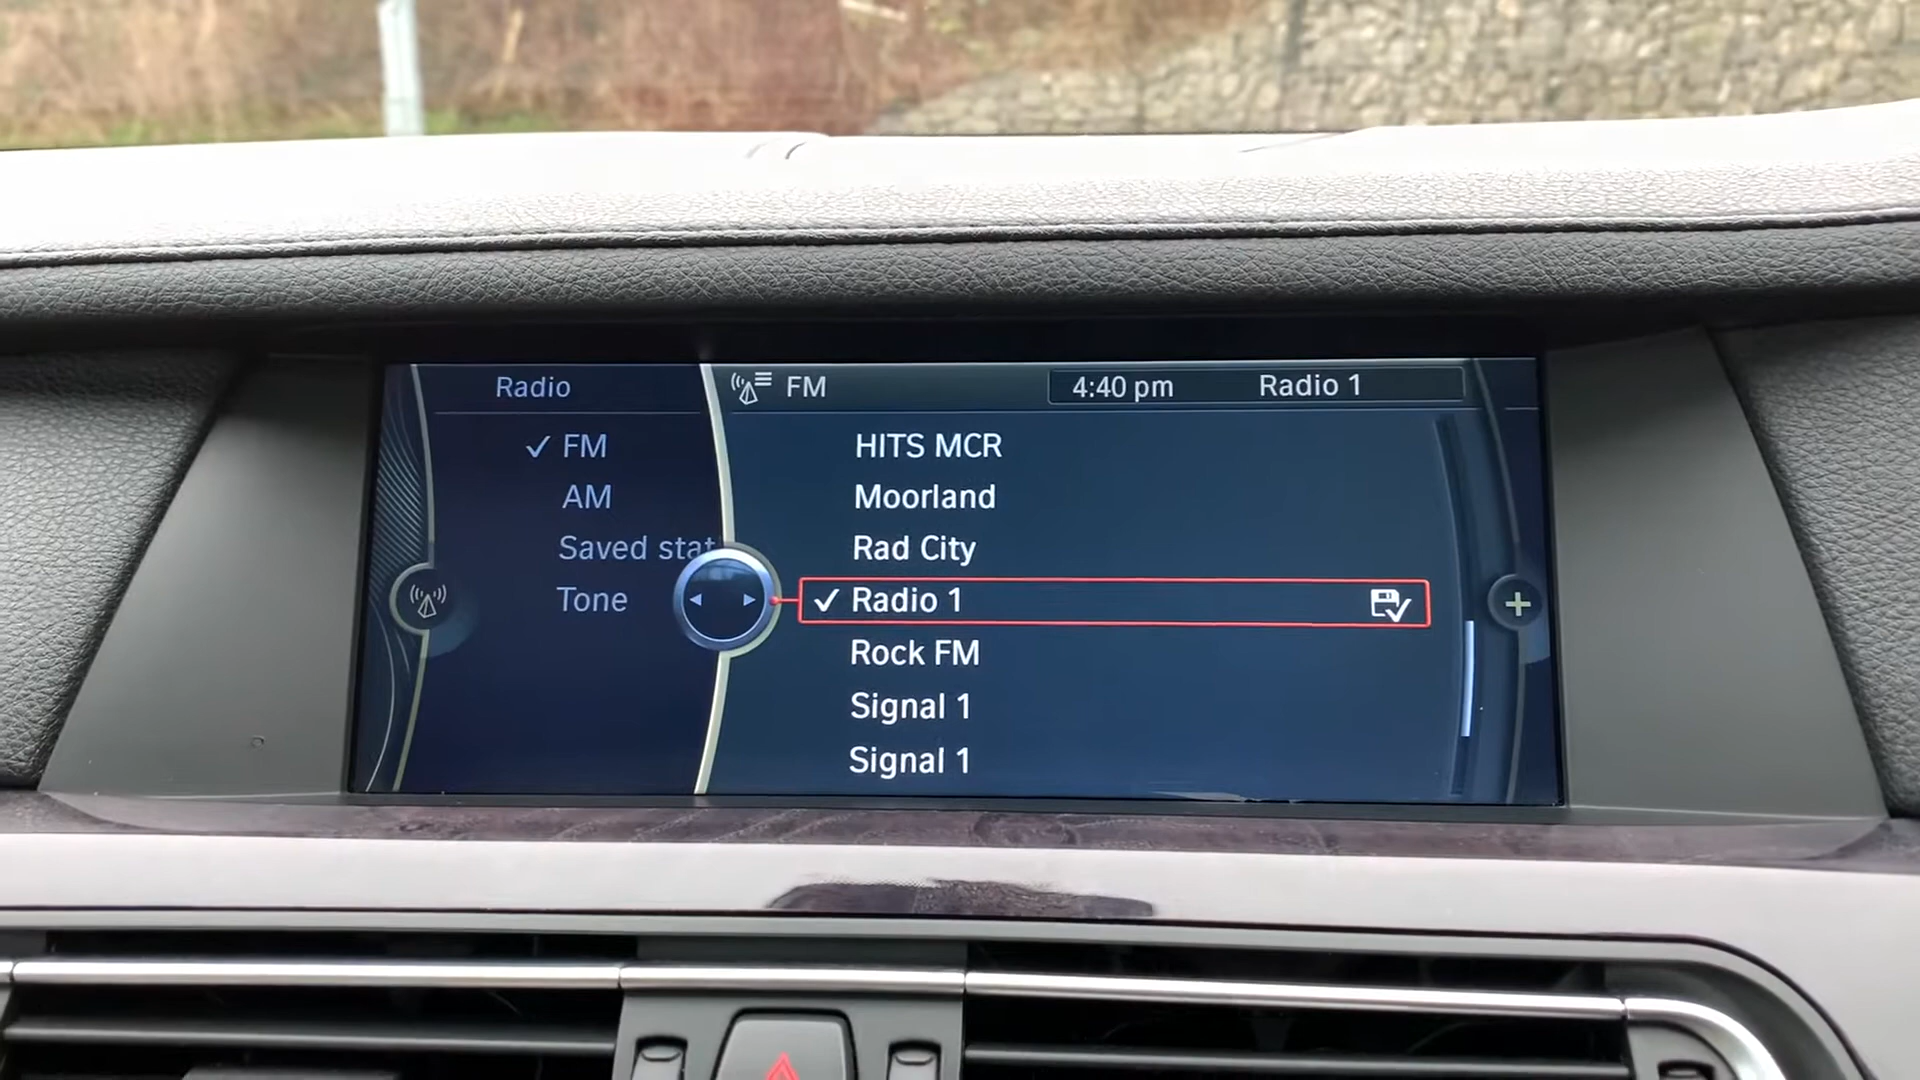 Radio
FM
AM
Saved stat
Tone
FM
4:40 pm
Radio 1
HITS MCR
Moorland
Rad City
Radio 1
Rock FM
Signal 1
Signal 1